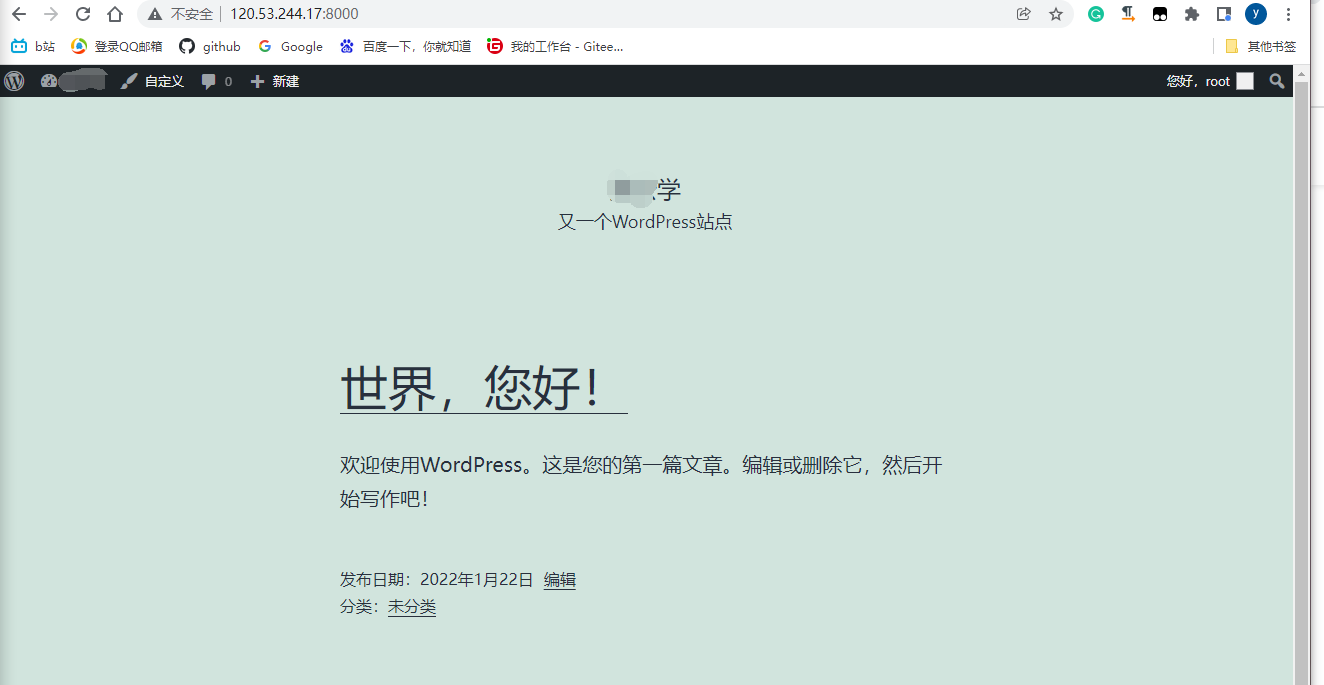 不安全 120.53.244.17:8000
b站 登录QQ邮箱 github Google 百度一下，你就知道 我的工作台 - Gitee... 其他书签
自定义 0 新建 您好，root
学
又一个WordPress站点
世界，您好！
欢迎使用WordPress。这是您的第一篇文章。编辑或删除它，然后开
始写作吧！
发布日期：2022年1月22日 编辑
分类：未分类